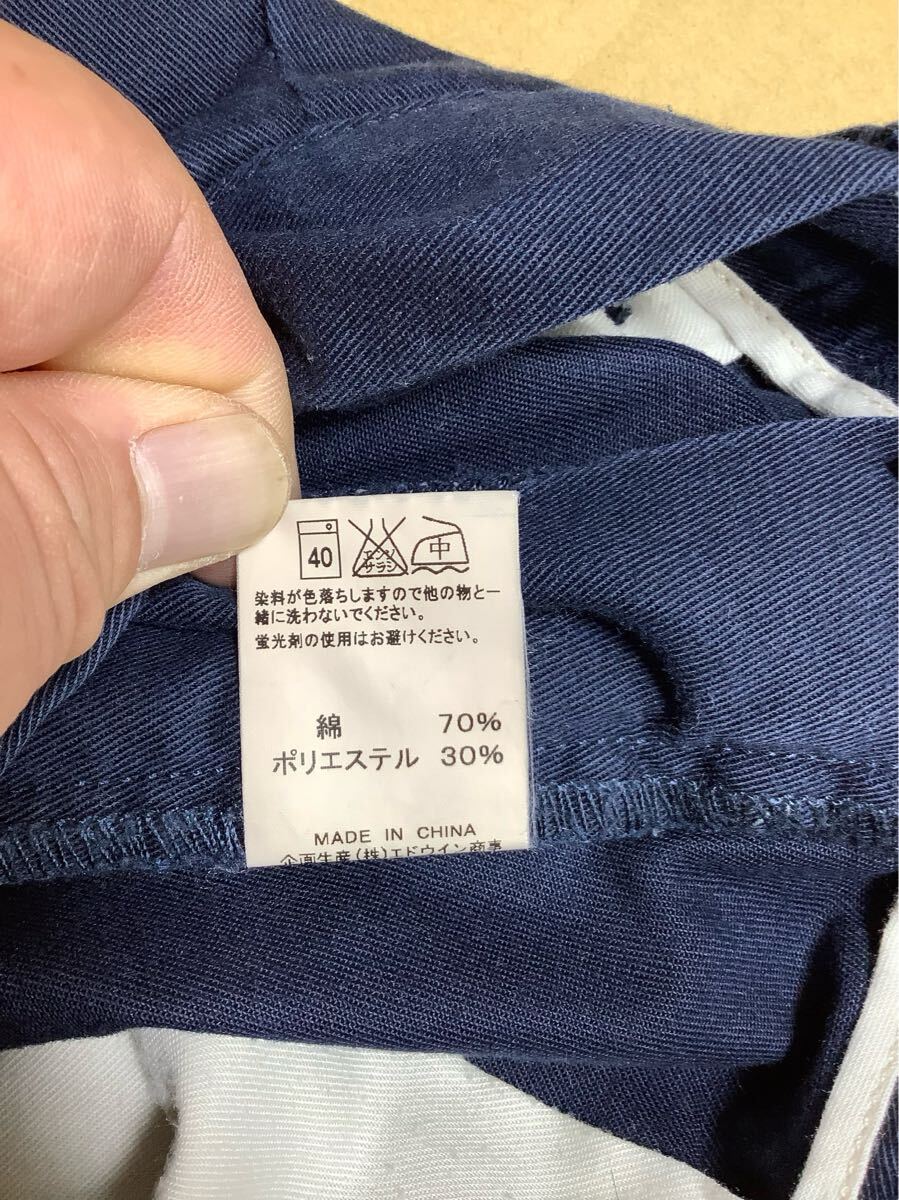 40
エンソ
サラシ
中
染料が色落ちしますので他の物と一
緒に洗わないでください。
蛍光剤の使用はお避けください。
綿 70%
ポリエステル 30%
MADE IN CHINA
企画生産(株)エドウイン商事